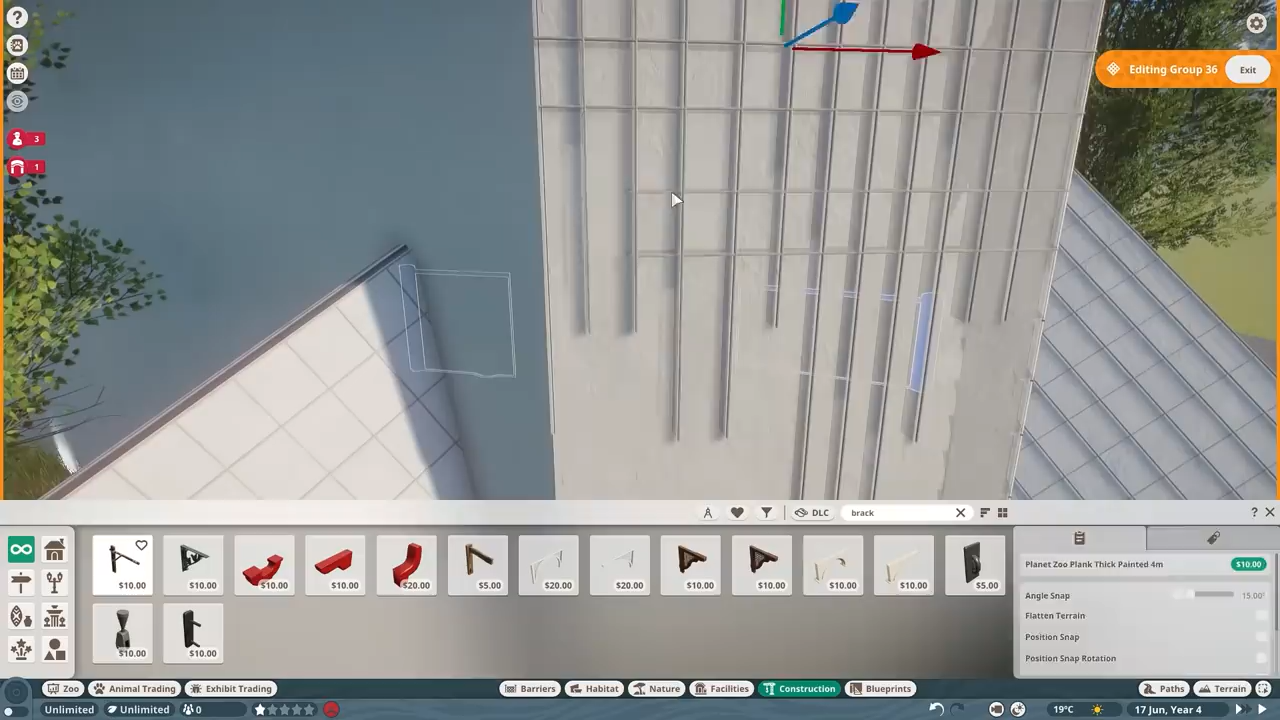 Editing Group 36
Exit
3
1
DLC
brack
?
$10.00
$10.00
$10.00
$10.00
$20.00
$5.00
$20.00
$20.00
$10.00
$10.00
$10.00
$10.00
$5.00
$10.00
$10.00
Planet Zoo Plank Thick Painted 4m
$10.00
Angle Snap
15.00°
Flatten Terrain
Position Snap
Position Snap Rotation
Zoo
Animal Trading
Exhibit Trading
Barriers
Habitat
Nature
Facilities
Construction
Blueprints
Paths
Terrain
Unlimited
Unlimited
0
19°C
17 Jun, Year 4